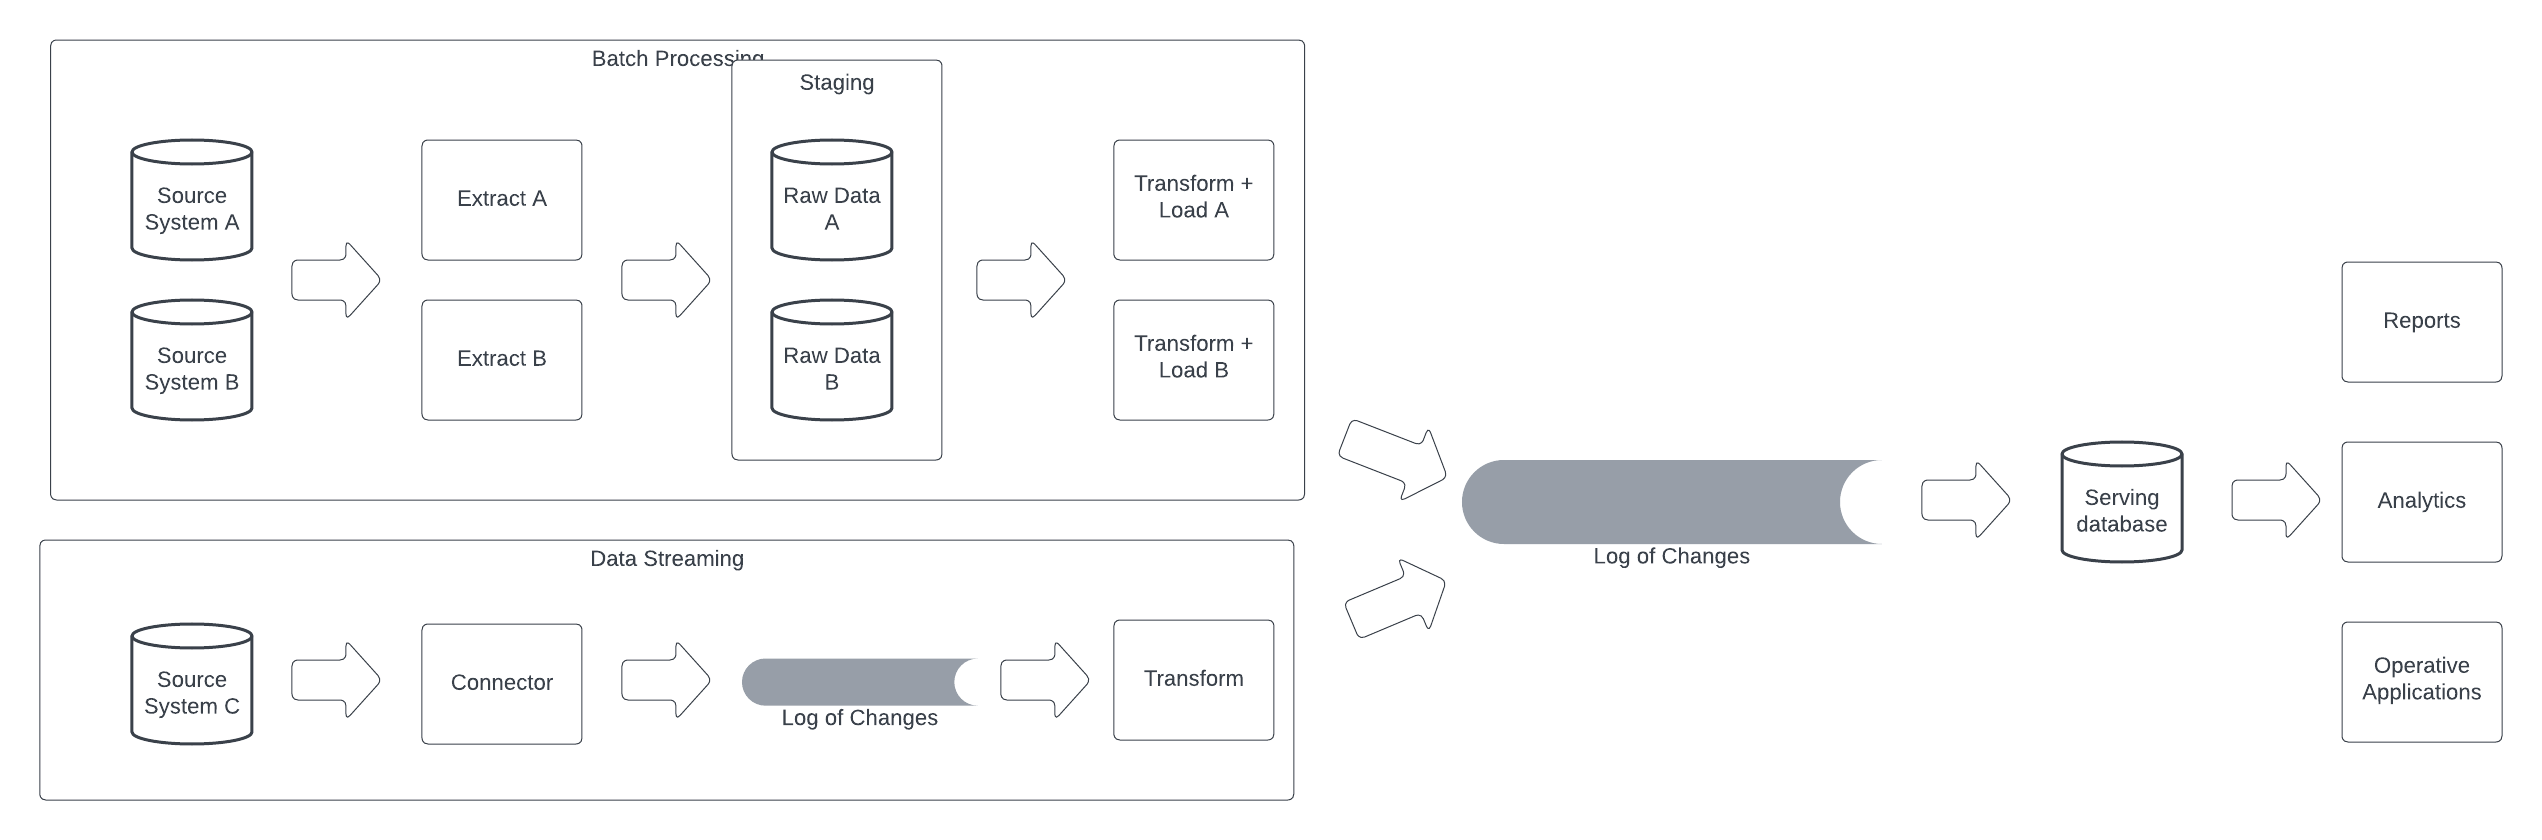 Batch Processing
Staging
Source
System A
Extract A
Raw Data
A
Transform +
Load A
Source
System B
Extract B
Raw Data
B
Transform +
Load B
Data Streaming
Source
System C
Connector
Log of Changes
Transform
Log of Changes
Serving
database
Reports
Analytics
Operative
Applications